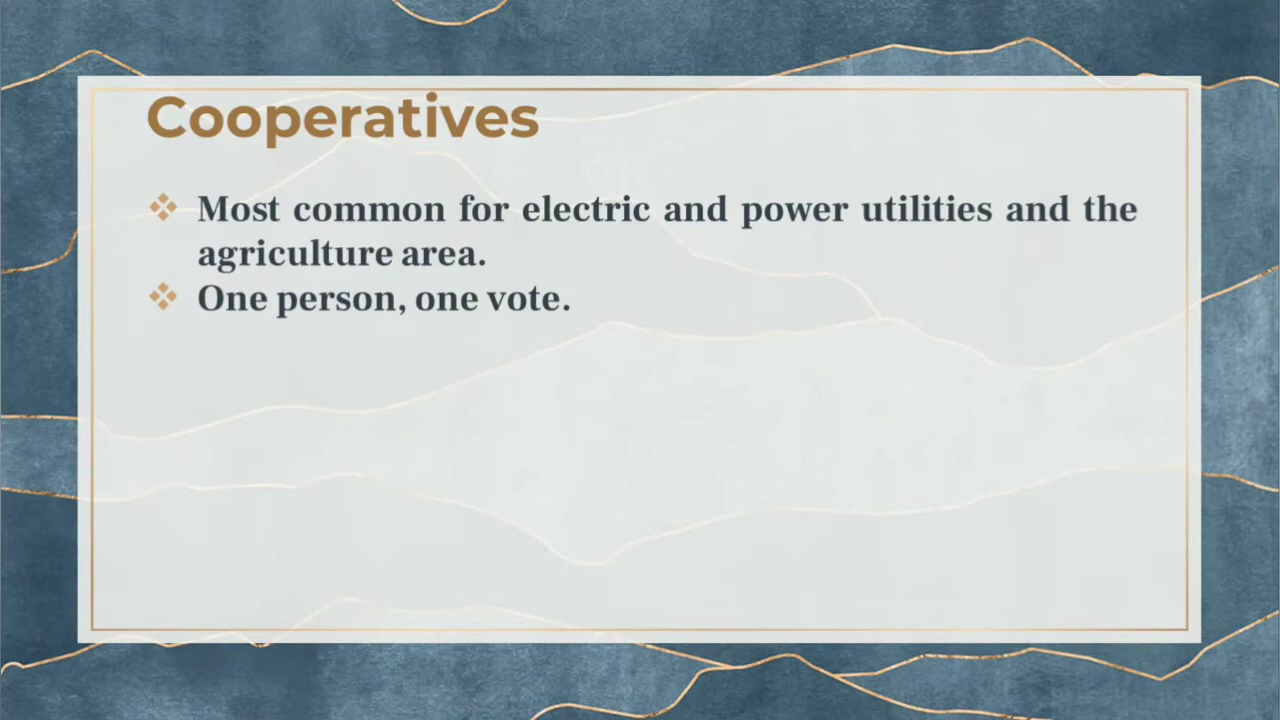 Cooperatives
Most common for electric and power utilities and the
agriculture area.
One person, one vote.